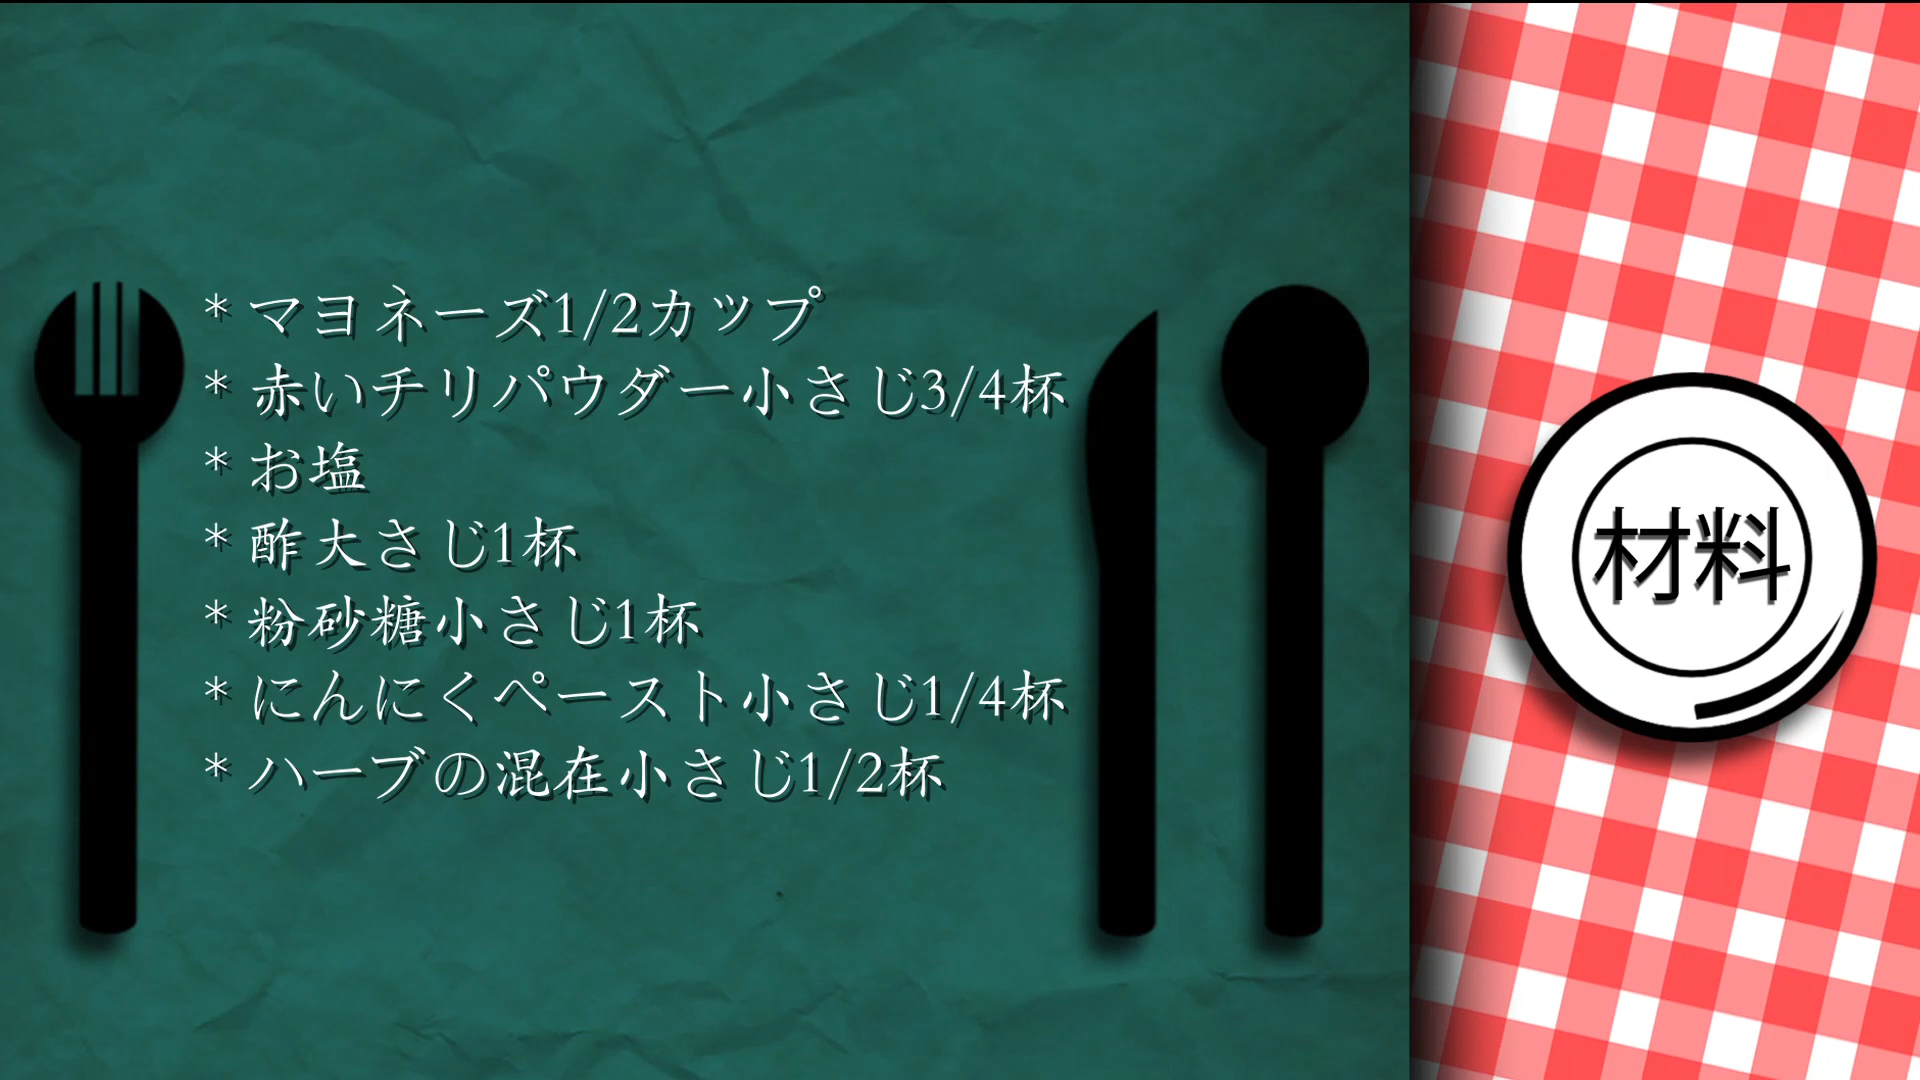 * マヨネーズ1/2カップ
* 赤いチリパウダー小さじ3/4杯
* お塩
* 酢大さじ1杯
* 粉砂糖小さじ1杯
* にんにくペースト小さじ1/4杯
* ハーブの混在小さじ1/2杯
材料